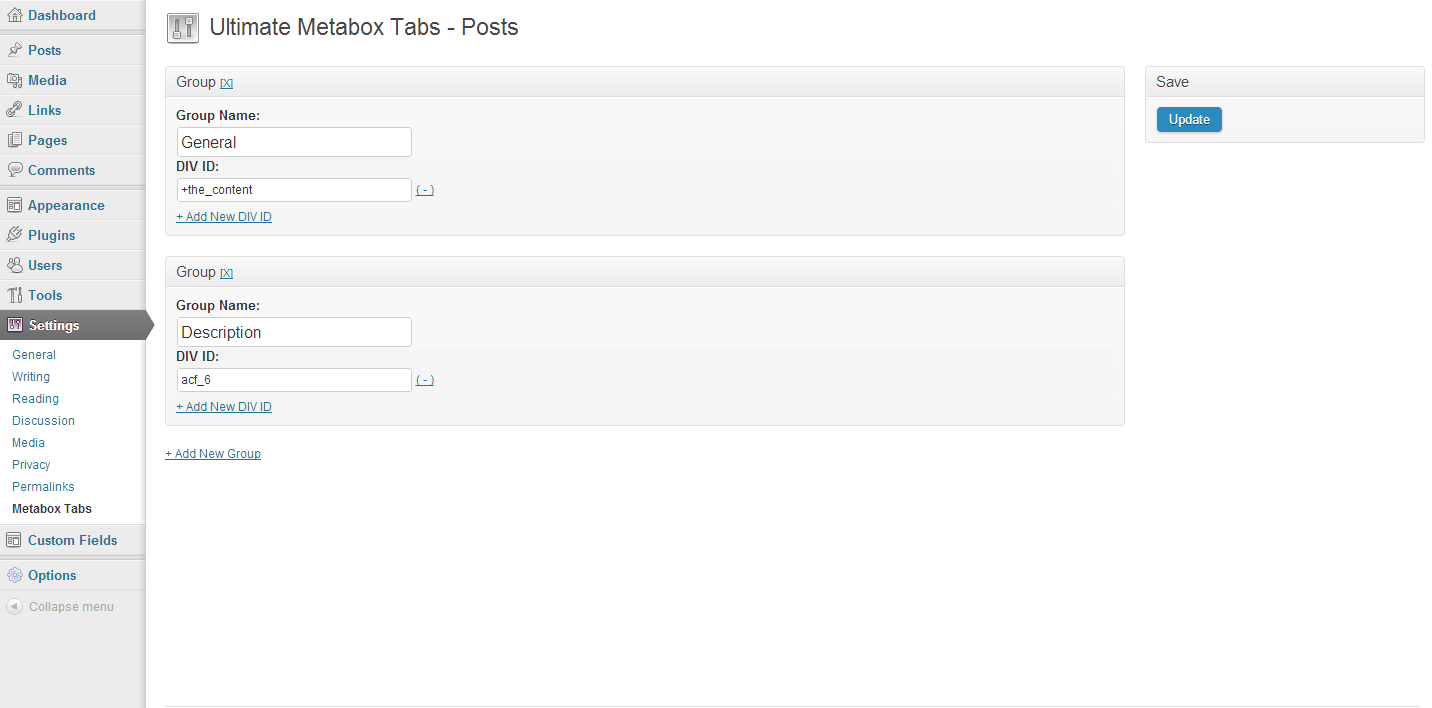 Dashboard
Posts
Media
Links
Pages
Comments
Appearance
Plugins
Users
Tools
Settings
General
Writing
Reading
Discussion
Media
Privacy
Permalinks
Metabox Tabs
Custom Fields
Options
Collapse menu
Ultimate Metabox Tabs - Posts
Group [X]
Group Name:
General
DIV ID:
+the_content ( - )
+ Add New DIV ID
Group [X]
Group Name:
Description
DIV ID:
acf_6 ( - )
+ Add New DIV ID
+ Add New Group
Save
Update